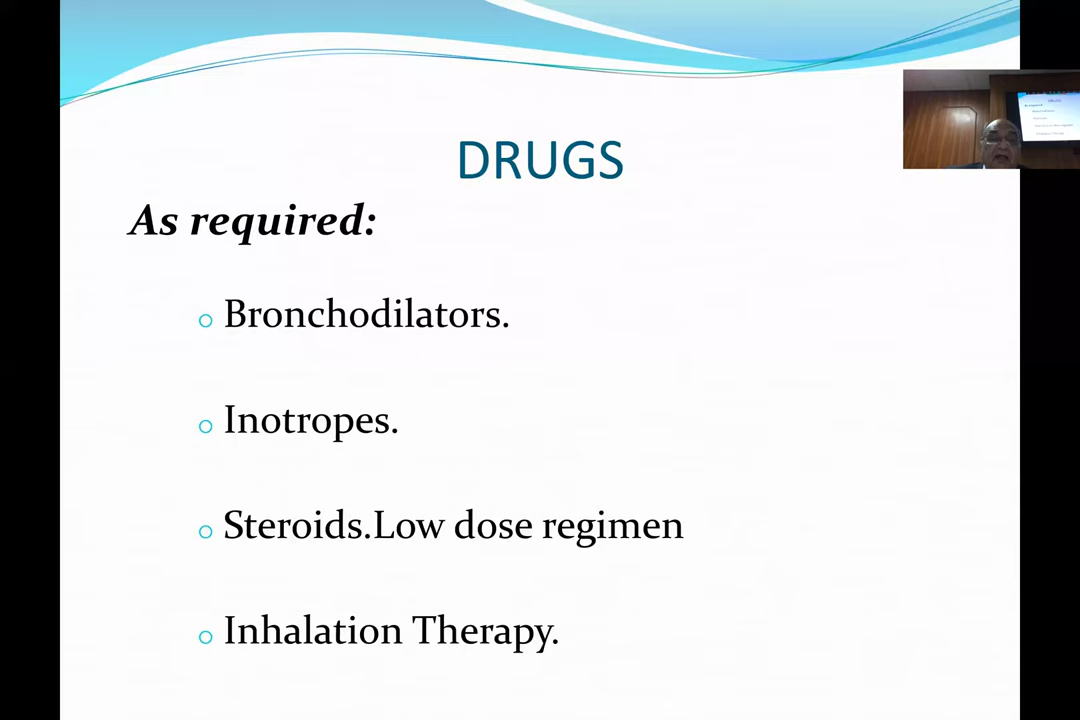 DRUGS
As required:
Bronchodilators.
Inotropes.
Steroids.Low dose regimen
Inhalation Therapy.